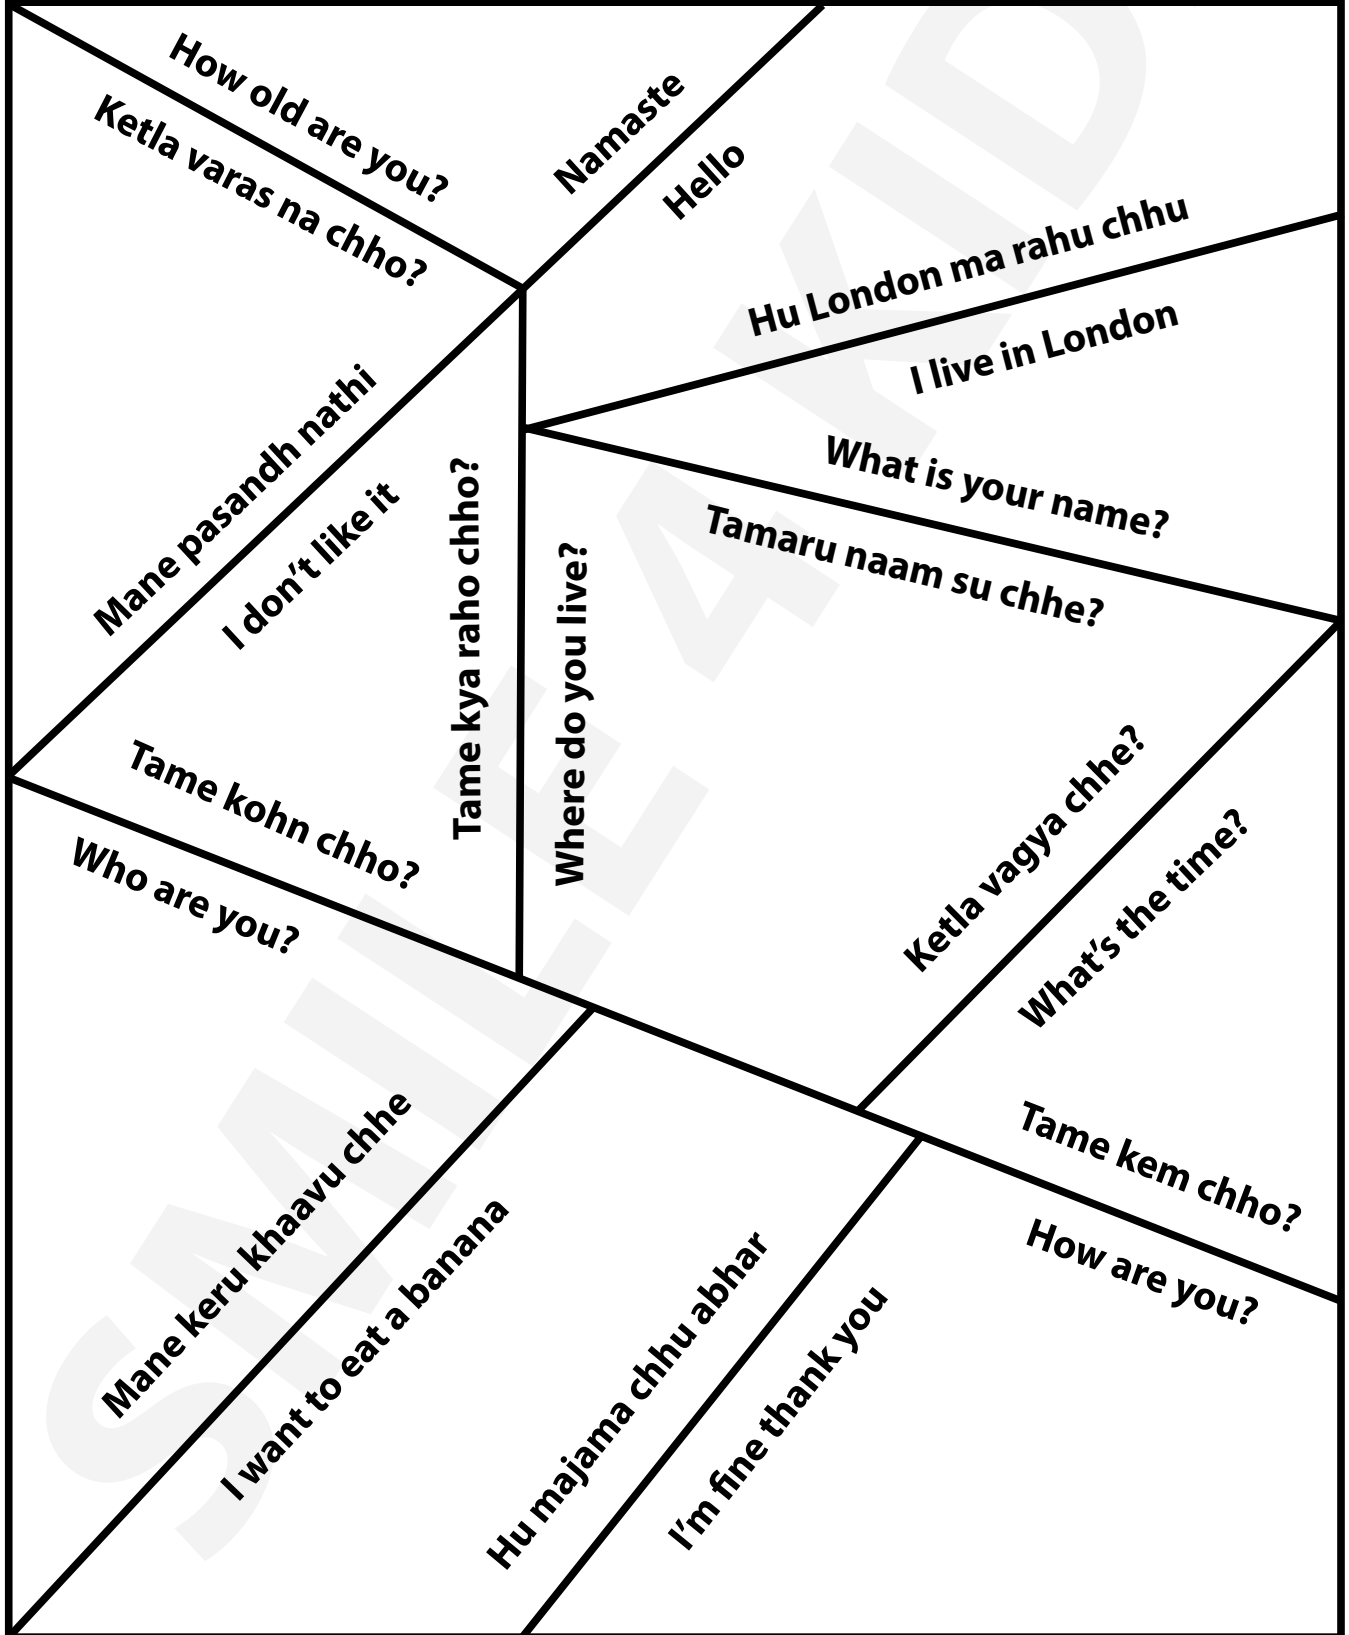 How old are you?
Ketla varas na chho?
Namaste
Hello
Hu London ma rahu chhu
I live in London
Mane pasandh nathi
I don't like it
Tame kya raho chho?
Where do you live?
What is your name?
Tamaru naam su chhe?
Tame kohn chho?
Who are you?
Ketla vagya chhe?
What's the time?
Tame kem chho?
How are you?
Mane keru khaavu chhe
I want to eat a banana
Hu majama chhu abhar
I'm fine thank you
SMILE 4 KID